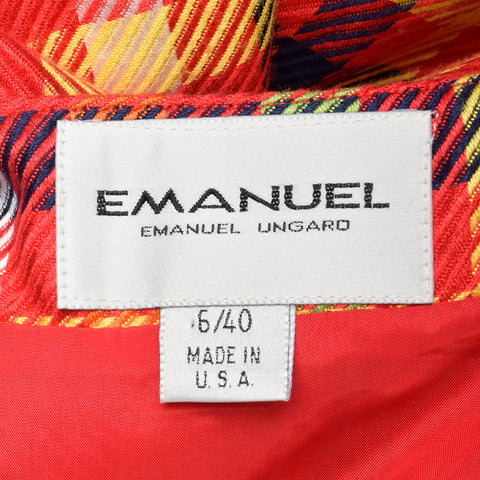 EMANUEL
EMANUEL UNGARO
6/40
MADE IN
U.S.A.